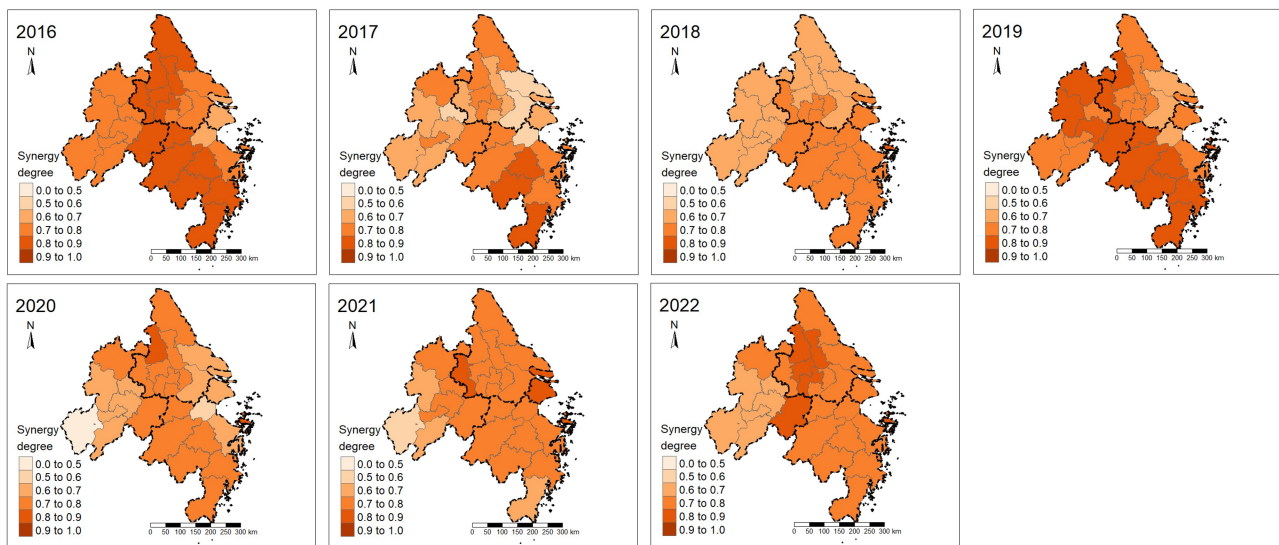 2016
N
Synergy
degree
0.0 to 0.5
0.5 to 0.6
0.6 to 0.7
0.7 to 0.8
0.8 to 0.9
0.9 to 1.0
0 50 100 150 200 250 300 km
2017
N
Synergy
degree
0.0 to 0.5
0.5 to 0.6
0.6 to 0.7
0.7 to 0.8
0.8 to 0.9
0.9 to 1.0
0 50 100 150 200 250 300 km
2018
N
Synergy
degree
0.0 to 0.5
0.5 to 0.6
0.6 to 0.7
0.7 to 0.8
0.8 to 0.9
0.9 to 1.0
0 50 100 150 200 250 300 km
2019
N
Synergy
degree
0.0 to 0.5
0.5 to 0.6
0.6 to 0.7
0.7 to 0.8
0.8 to 0.9
0.9 to 1.0
0 50 100 150 200 250 300 km
2020
N
Synergy
degree
0.0 to 0.5
0.5 to 0.6
0.6 to 0.7
0.7 to 0.8
0.8 to 0.9
0.9 to 1.0
0 50 100 150 200 250 300 km
2021
N
Synergy
degree
0.0 to 0.5
0.5 to 0.6
0.6 to 0.7
0.7 to 0.8
0.8 to 0.9
0.9 to 1.0
0 50 100 150 200 250 300 km
2022
N
Synergy
degree
0.0 to 0.5
0.5 to 0.6
0.6 to 0.7
0.7 to 0.8
0.8 to 0.9
0.9 to 1.0
0 50 100 150 200 250 300 km